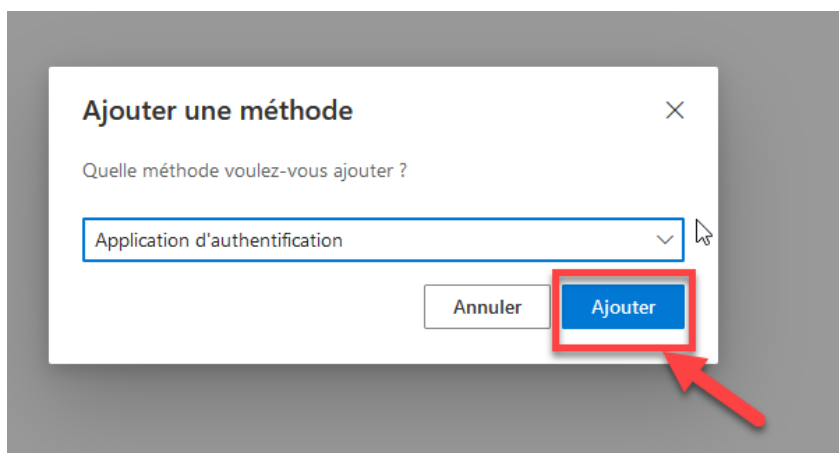 Ajouter une méthode
Quelle méthode voulez-vous ajouter ?
Application d'authentification
Annuler
Ajouter